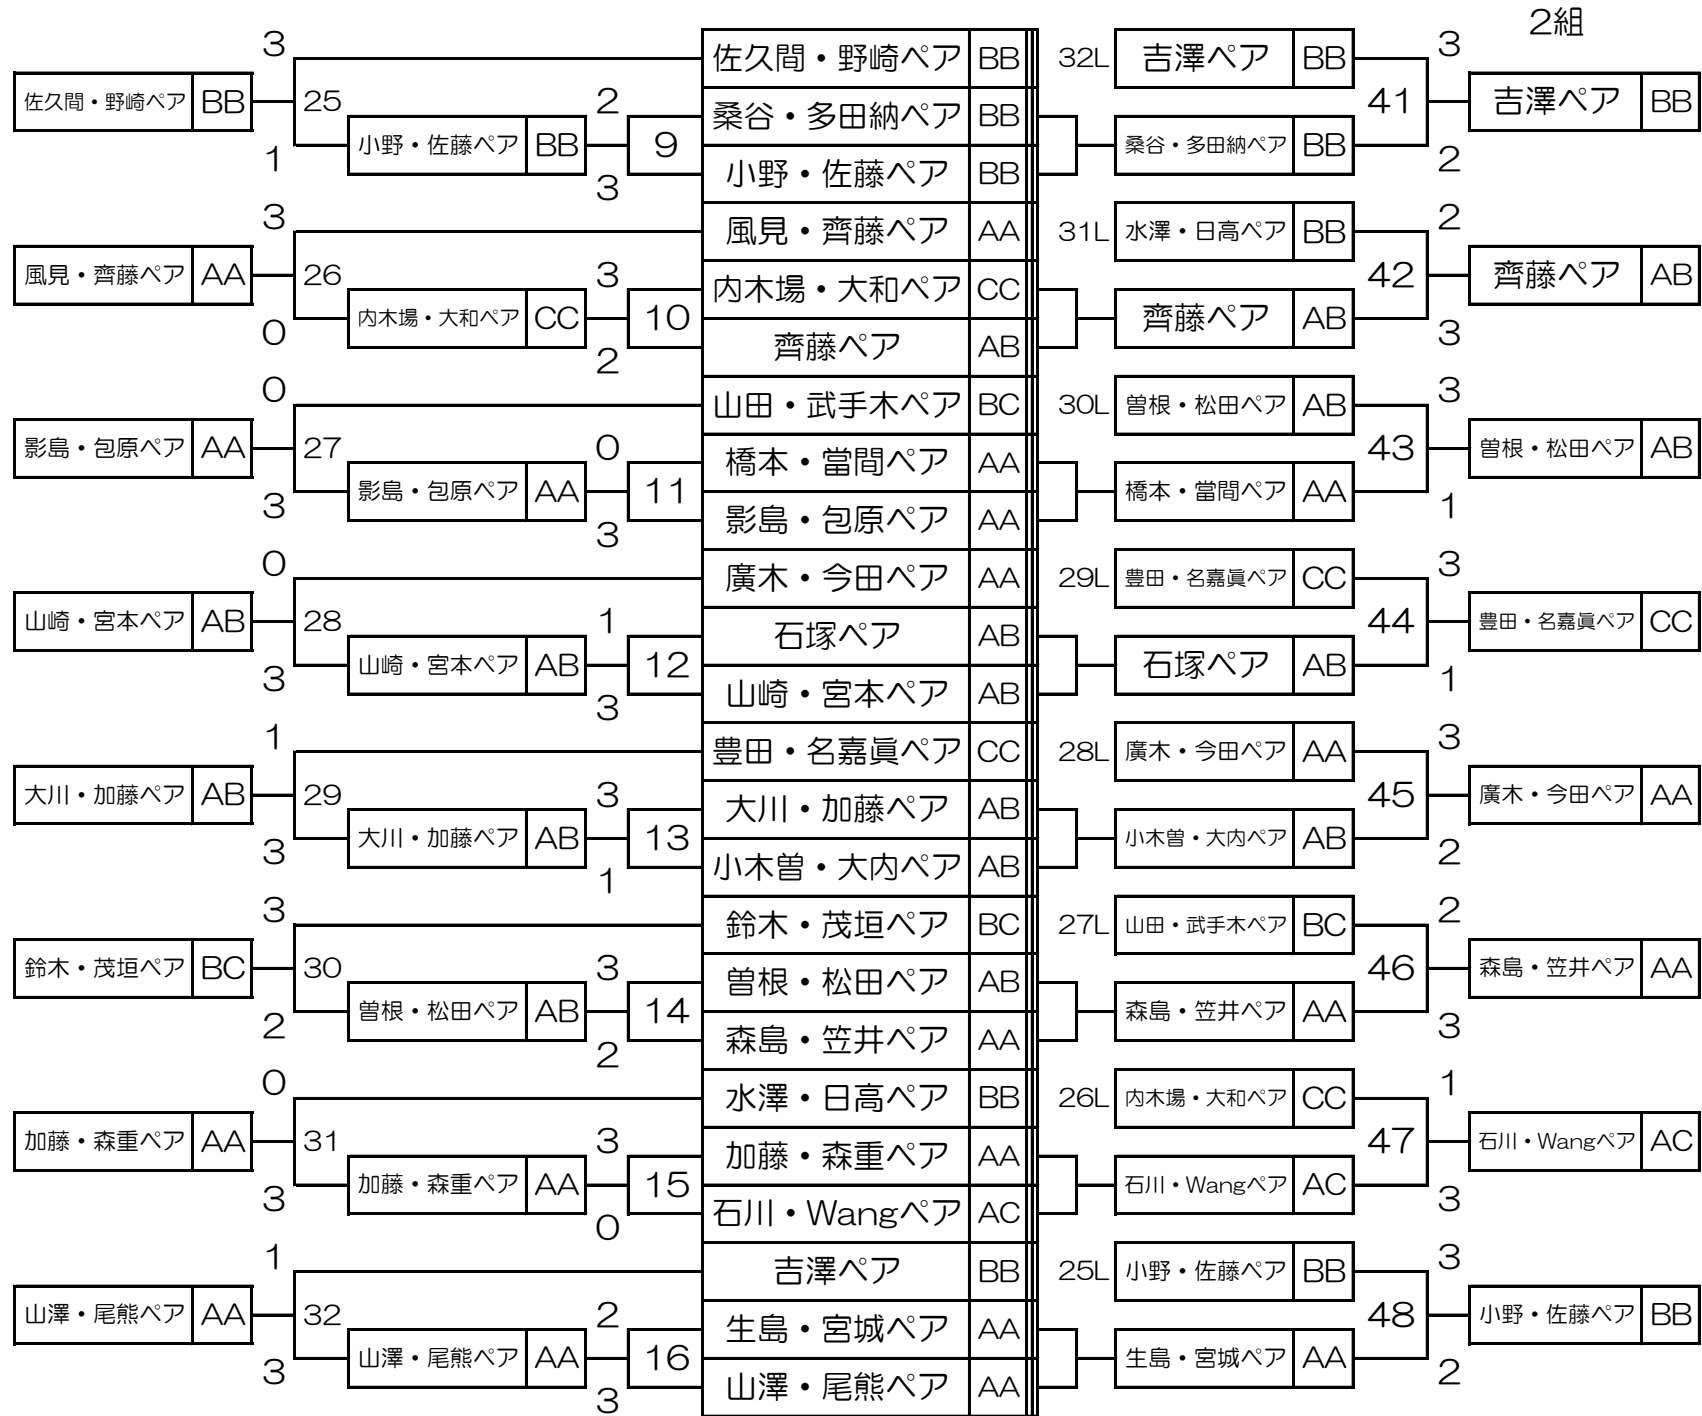 2組
3
佐久間・野崎ペア BB 32L 吉澤ペア BB 3
佐久間・野崎ペア BB 25 2 桑谷・多田納ペア BB 41 吉澤ペア BB
1 小野・佐藤ペア BB 9 桑谷・多田納ペア BB 2
3 小野・佐藤ペア BB
3 風見・齊藤ペア AA 31L 水澤・日高ペア BB 2
風見・齊藤ペア AA 26 3 内木場・大和ペア CC 42 齊藤ペア AB
0 内木場・大和ペア CC 10 齊藤ペア AB 3
2 齊藤ペア AB
0 山田・武手木ペア BC 30L 曽根・松田ペア AB 3
影島・包原ペア AA 27 0 橋本・當間ペア AA 43 曽根・松田ペア AB
3 影島・包原ペア AA 11 橋本・當間ペア AA 1
3 影島・包原ペア AA
0 廣木・今田ペア AA 29L 豊田・名嘉眞ペア CC 3
山崎・宮本ペア AB 28 1 石塚ペア AB 44 豊田・名嘉眞ペア CC
3 山崎・宮本ペア AB 12 石塚ペア AB 1
3 山崎・宮本ペア AB
1 豊田・名嘉眞ペア CC 28L 廣木・今田ペア AA 3
大川・加藤ペア AB 29 3 大川・加藤ペア AB 45 廣木・今田ペア AA
3 大川・加藤ペア AB 13 小木曽・大内ペア AB 2
1 小木曽・大内ペア AB
3 鈴木・茂垣ペア BC 27L 山田・武手木ペア BC 2
鈴木・茂垣ペア BC 30 3 曽根・松田ペア AB 46 森島・笠井ペア AA
2 曽根・松田ペア AB 14 森島・笠井ペア AA 3
2 森島・笠井ペア AA
0 水澤・日高ペア BB 26L 内木場・大和ペア CC 1
加藤・森重ペア AA 31 3 加藤・森重ペア AA 47 石川・Wangペア AC
3 加藤・森重ペア AA 15 石川・Wangペア AC 3
0 石川・Wangペア AC
1 吉澤ペア BB 25L 小野・佐藤ペア BB 3
山澤・尾熊ペア AA 32 2 生島・宮城ペア AA 48 小野・佐藤ペア BB
3 山澤・尾熊ペア AA 16 生島・宮城ペア AA 2
3 山澤・尾熊ペア AA